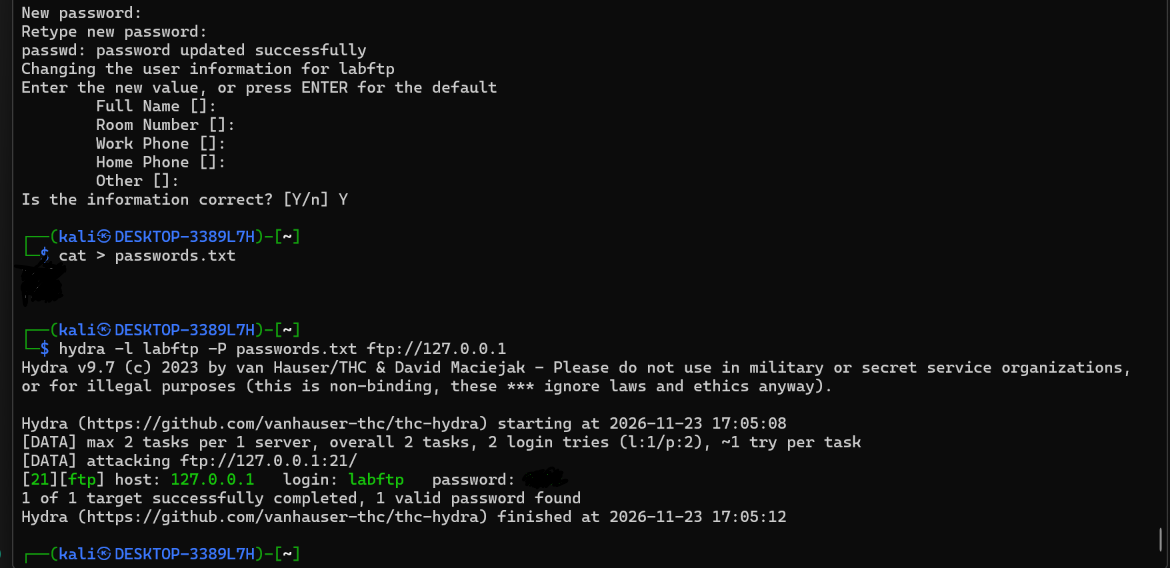 New password:
Retype new password:
passwd: password updated successfully
Changing the user information for labftp
Enter the new value, or press ENTER for the default
        Full Name []:
        Room Number []:
        Work Phone []:
        Home Phone []:
        Other []:
Is the information correct? [Y/n] Y
┌──(kali㉿DESKTOP-3389L7H)-[~]
└─$ cat > passwords.txt
┌──(kali㉿DESKTOP-3389L7H)-[~]
└─$ hydra -l labftp -P passwords.txt ftp://127.0.0.1
Hydra v9.7 (c) 2023 by van Hauser/THC & David Maciejak - Please do not use in military or secret service organizations,
or for illegal purposes (this is non-binding, these *** ignore laws and ethics anyway).
Hydra (https://github.com/vanhauser-thc/thc-hydra) starting at 2026-11-23 17:05:08
[DATA] max 2 tasks per 1 server, overall 2 tasks, 2 login tries (l:1/p:2), ~1 try per task
[DATA] attacking ftp://127.0.0.1:21/
[21][ftp] host: 127.0.0.1   login: labftp   password:
1 of 1 target successfully completed, 1 valid password found
Hydra (https://github.com/vanhauser-thc/thc-hydra) finished at 2026-11-23 17:05:12
┌──(kali㉿DESKTOP-3389L7H)-[~]